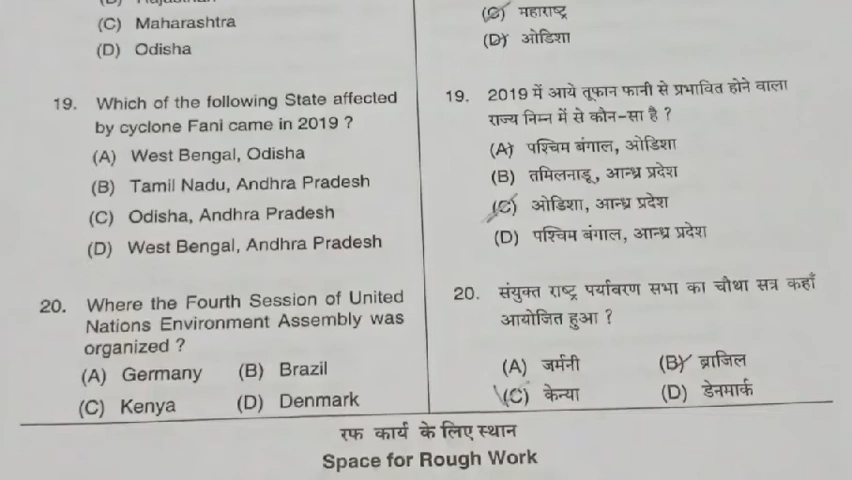 (C) Maharashtra
(D) Odisha
19. Which of the following State affected
by cyclone Fani came in 2019 ?
(A) West Bengal, Odisha
(B) Tamil Nadu, Andhra Pradesh
(C) Odisha, Andhra Pradesh
(D) West Bengal, Andhra Pradesh
20. Where the Fourth Session of United
Nations Environment Assembly was
organized ?
(A) Germany (B) Brazil
(C) Kenya (D) Denmark
(C) महाराष्ट्र
(D) ओडिशा
19. 2019 में आये तूफान फानी से प्रभावित होने वाला
राज्य निम्न में से कौन-सा है ?
(A) पश्चिम बंगाल, ओडिशा
(B) तमिलनाडू, आन्ध्र प्रदेश
(C) ओडिशा, आन्ध्र प्रदेश
(D) पश्चिम बंगाल, आन्ध्र प्रदेश
20. संयुक्त राष्ट्र पर्यावरण सभा का चौथा सत्र कहाँ
आयोजित हुआ ?
(A) जर्मनी (B) ब्राजिल
(C) केन्या (D) डेनमार्क
रफ कार्य के लिए स्थान
Space for Rough Work